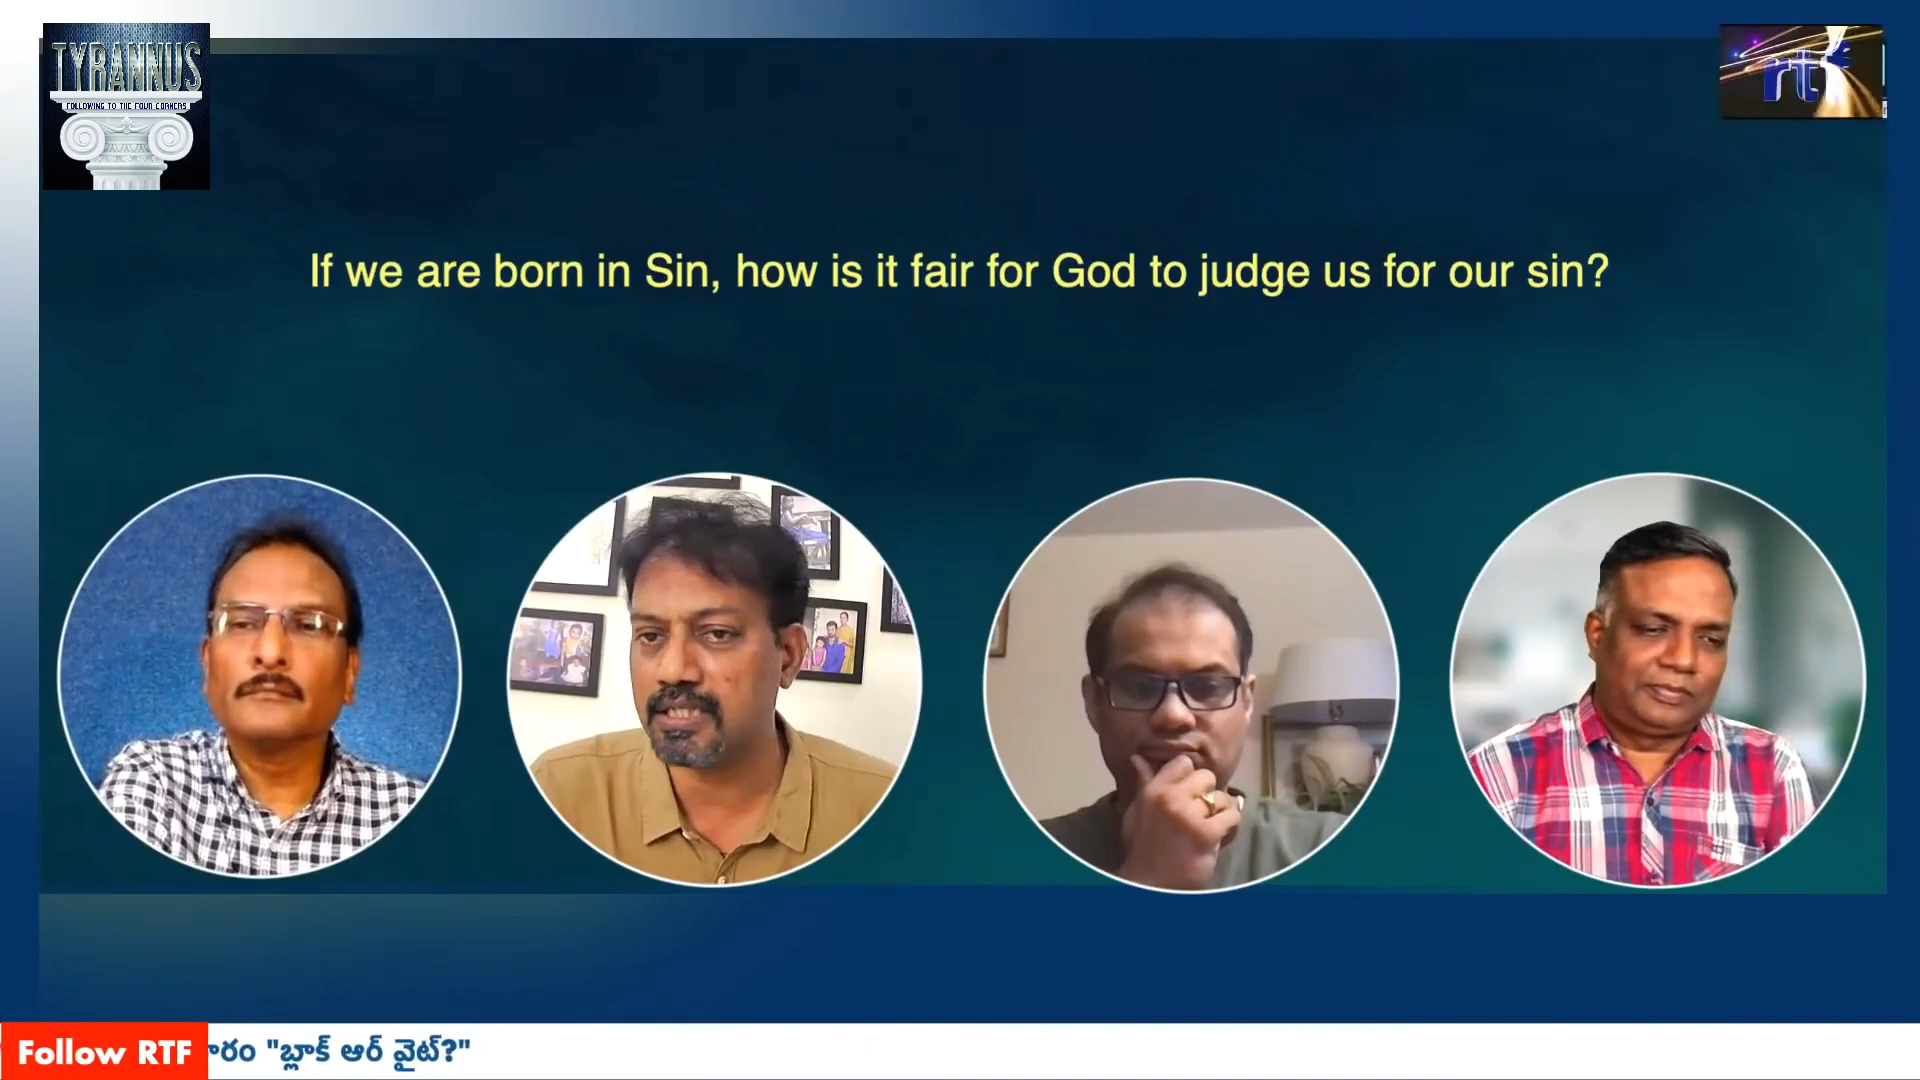 TYRANNUS
FOLLOWING TO THE FOUR CORNERS
rtf
If we are born in Sin, how is it fair for God to judge us for our sin?
Follow RTF
ారం "బ్లాక్ ఆర్ వైట్?"